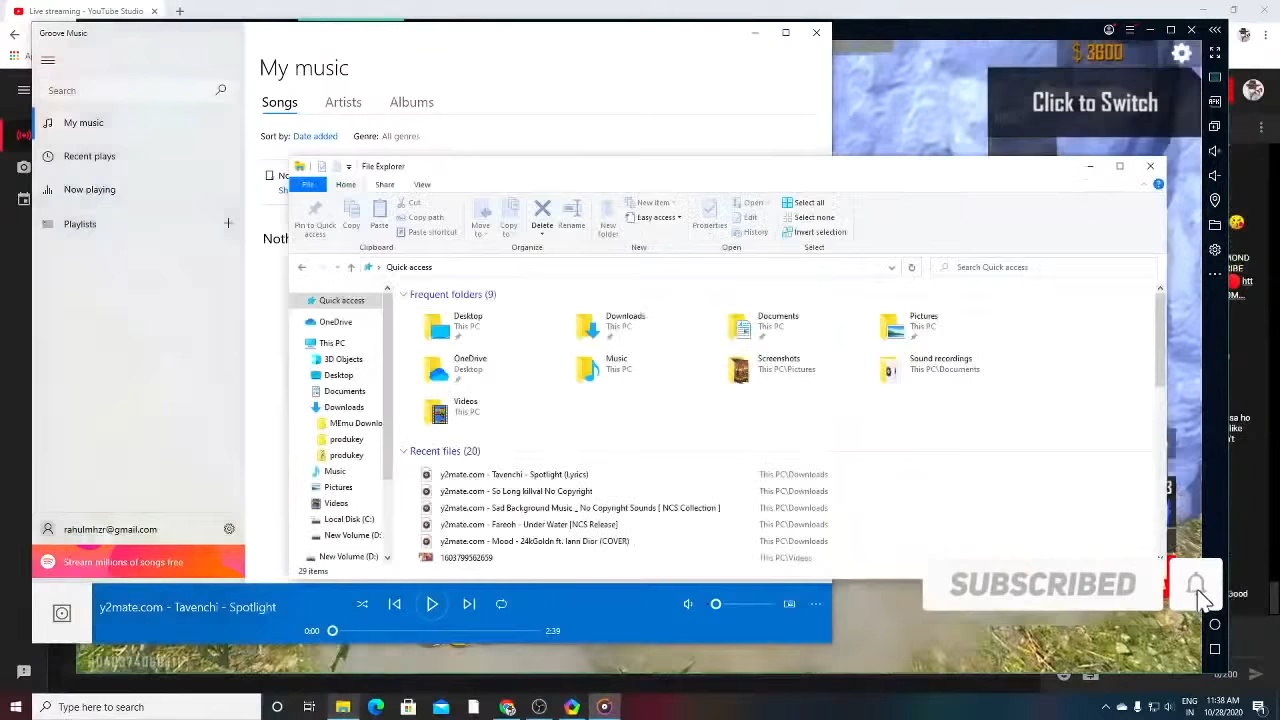 Live streaming - YouTube Studio
Groove Music
$ 3600
My music
Click to Switch
Search
Songs Artists Albums
My music
Sort by: Date added Genre: All genres
Recent plays
File Explorer
File Home Share View
Now playing
Playlists
Pin to Quick access
Copy
Paste
Cut
Copy path
Paste shortcut
Move to
Copy to
Delete
Rename
New folder
New item
Easy access
Properties
Open
Edit
History
Select all
Select none
Invert selection
Clipboard Organize New Open Select
Quick access
Search Quick access
Quick access
OneDrive
This PC
3D Objects
Desktop
Documents
Downloads
MEmu Downlo
produkey
produkey
Music
Pictures
Videos
Local Disk (C:)
New Volume (D:)
New Volume (D:)
Frequent folders (9)
Desktop
This PC
Downloads
This PC
Documents
This PC
Pictures
This PC
OneDrive
Desktop
Music
This PC
Screenshots
This PC\Pictures
Sound recordings
This PC\Documents
Videos
This PC
Recent files (20)
y2mate.com - Tavenchi - Spotlight (Lyrics) This PC\Downloads
y2mate.com - So Long killval No Copyright This PC\Downloads
y2mate.com - Sad Background Music _ No Copyright Sounds [ NCS Collection ] This PC\Downloads
y2mate.com - Fareoh - Under Water [NCS Release] This PC\Downloads
y2mate.com - Mood - 24kGoldn ft. Iann Dior (COVER) This PC\Downloads
1603799562659 This PC\Videos
29 items
rahulmhzr@gmail.com
Stream millions of songs free
SUBSCRIBED
y2mate.com - Tavenchi - Spotlight
0:00
2:39
Good
Type here to search
ENG
IN
11:38 AM
10/28/2020